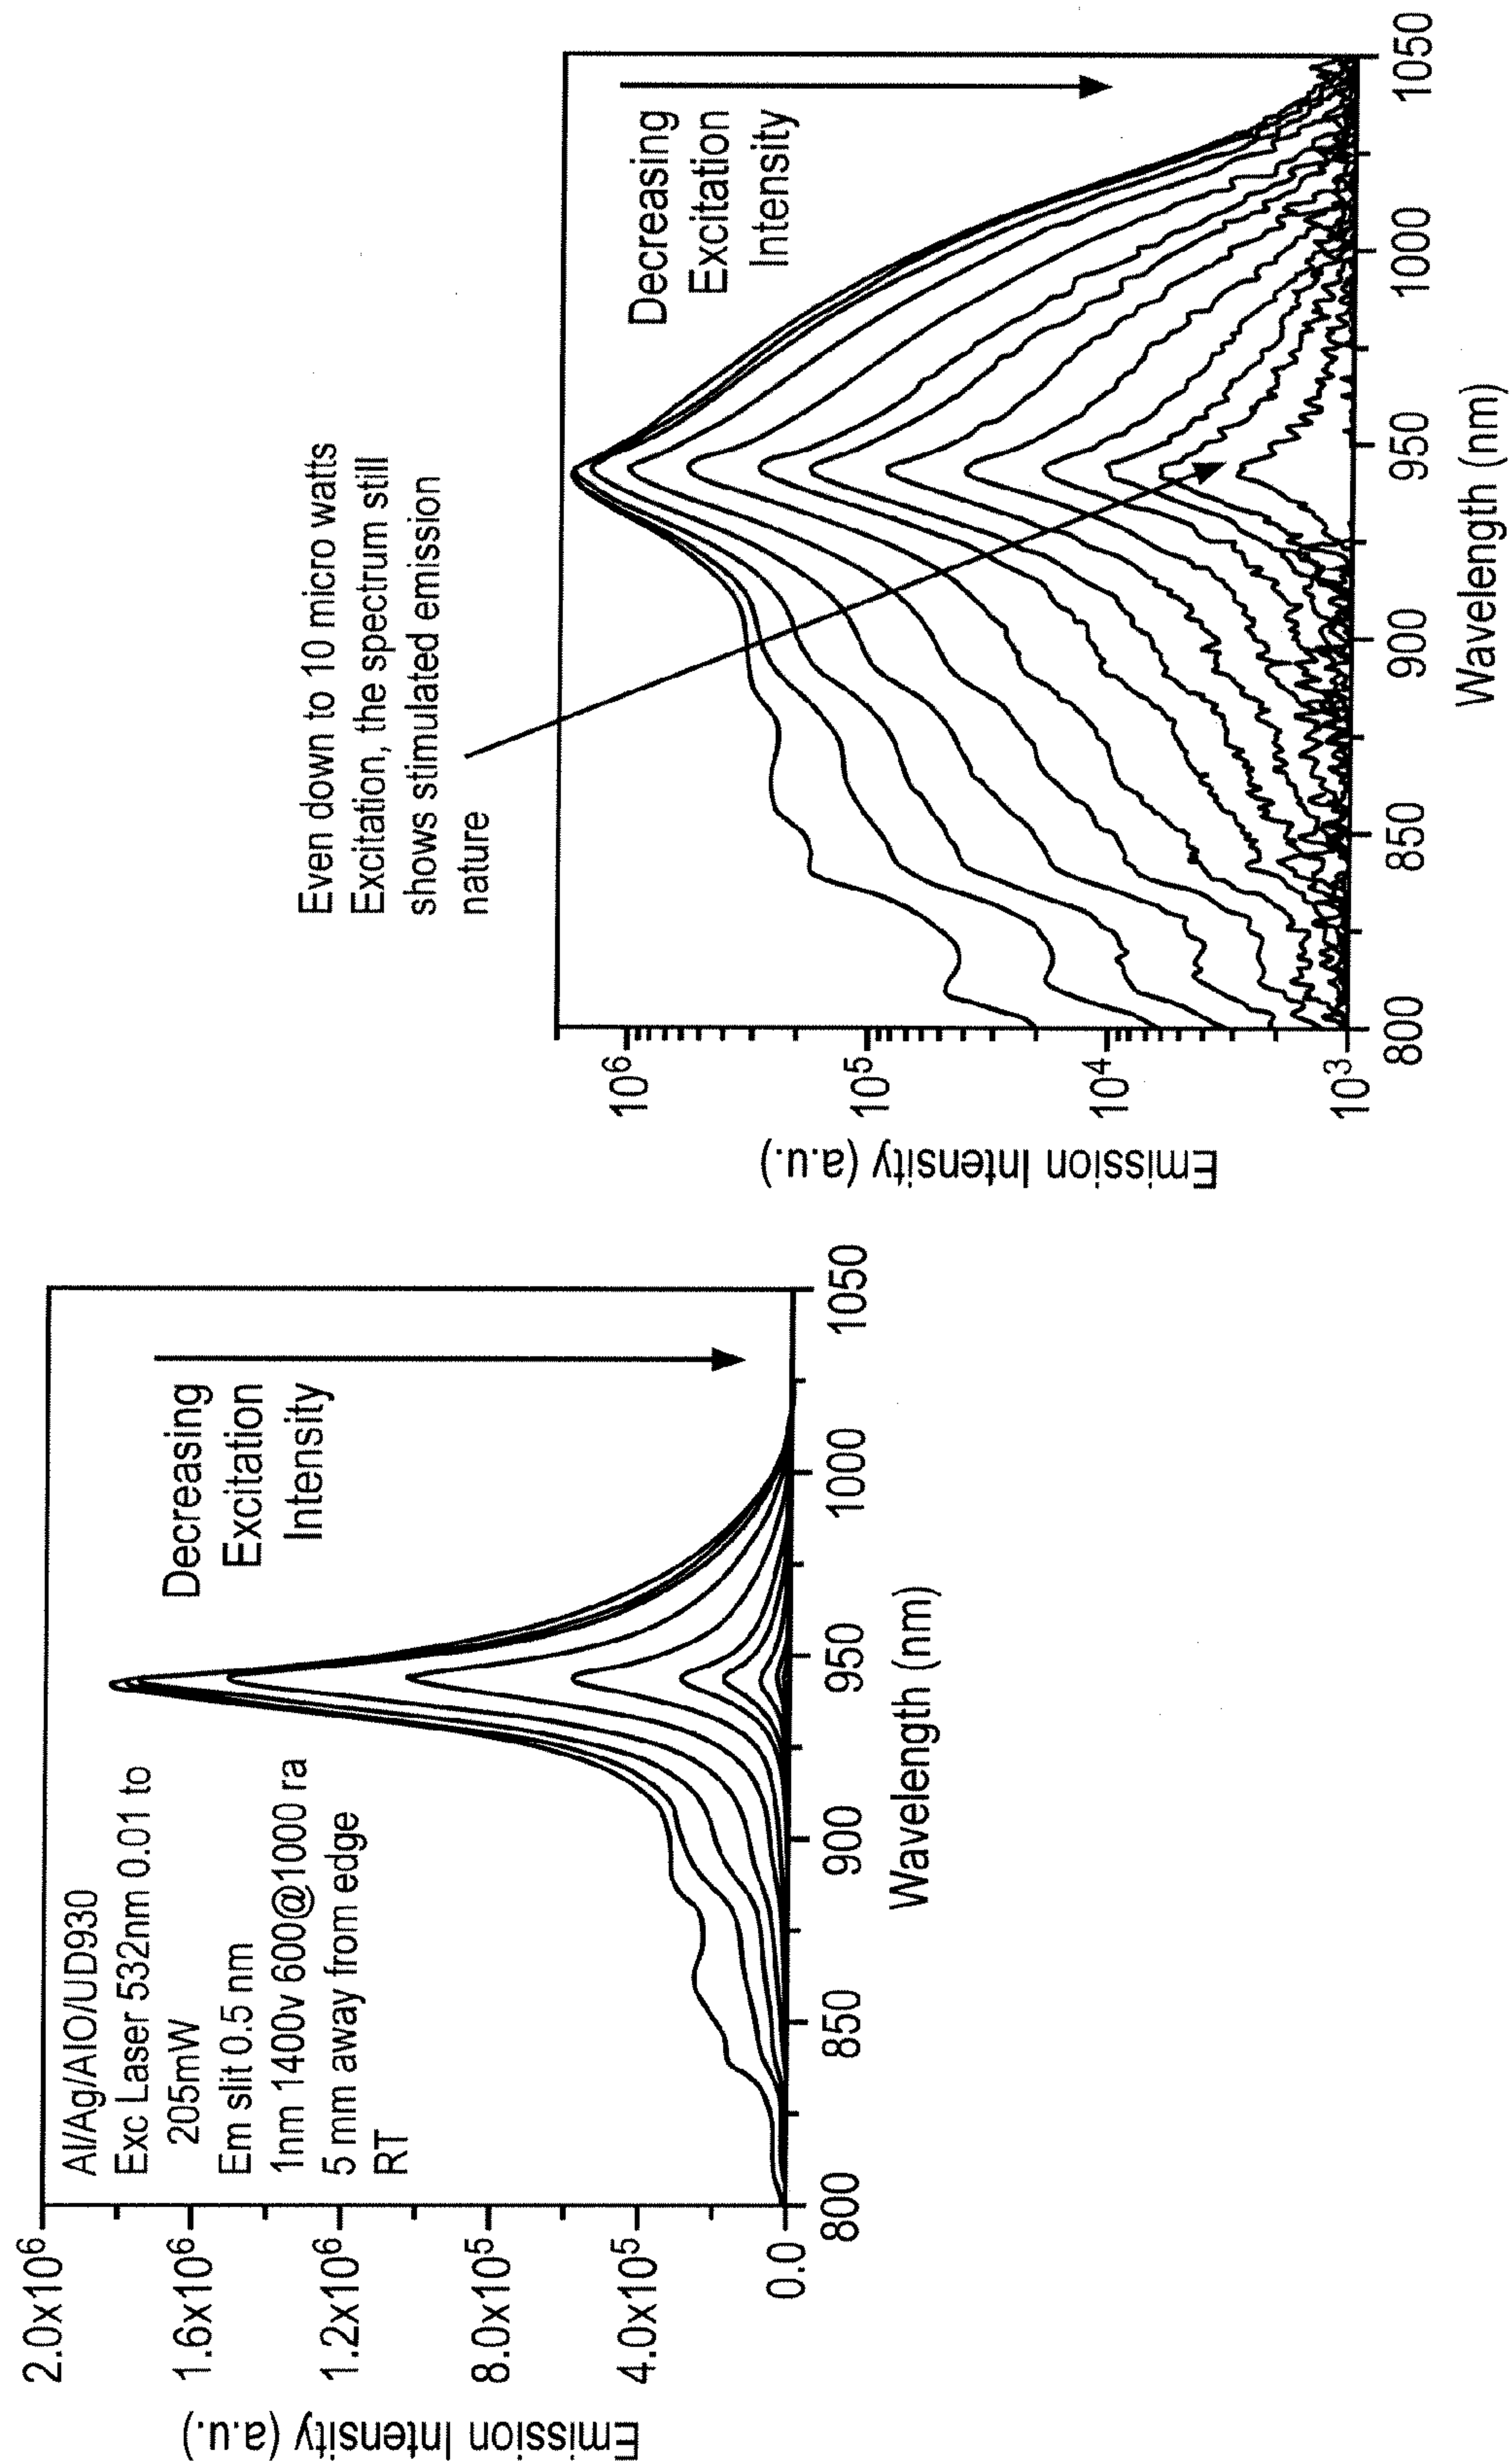 2.0x10⁶
1.6x10⁶
1.2x10⁶
8.0x10⁵
4.0x10⁵
0.0
Emission Intensity (a.u.)
Al/Ag/AlO/UD930
Exc Laser 532nm 0.01 to
205mW
Em slit 0.5 nm
1nm 1400v 600@1000 ra
5 mm away from edge
RT
Decreasing
Excitation
Intensity
800
850
900
950
1000
1050
Wavelength (nm)
Even down to 10 micro watts
Excitation, the spectrum still
shows stimulated emission
nature
10⁶
10⁵
10⁴
10³
Emission Intensity (a.u.)
Decreasing
Excitation
Intensity
800
850
900
950
1000
1050
Wavelength (nm)